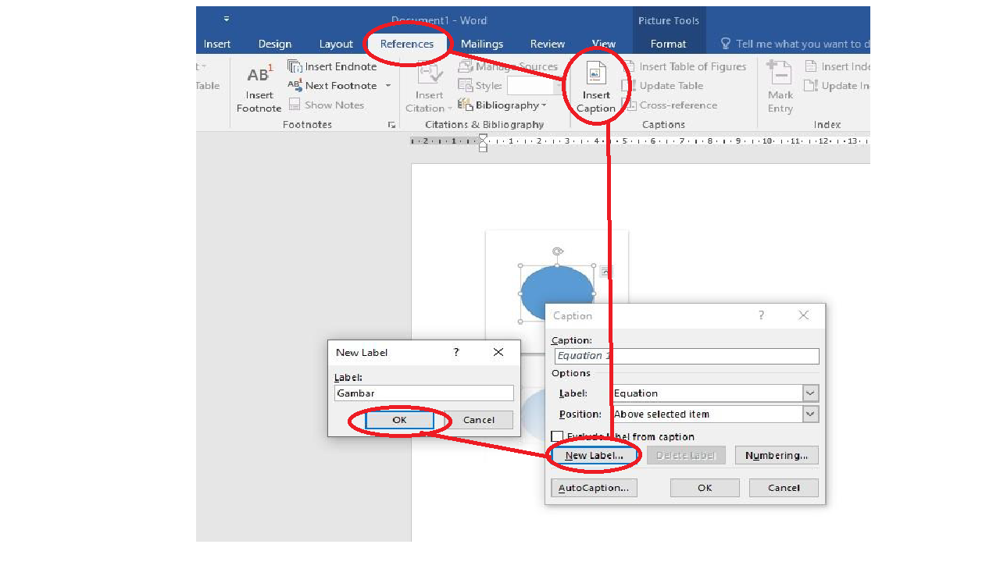 Document1 - Word
Picture Tools
Insert Design Layout References Mailings Review View Format Tell me what you want to d
Table
AB1
Insert
Footnote
Insert Endnote
AB1 Next Footnote
Show Notes
Footnotes
Insert
Citation
Manage Sources
Style:
Bibliography
Citations & Bibliography
Insert
Caption
Insert Table of Figures
Update Table
Cross-reference
Captions
Mark
Entry
Insert Inde
Update In
Index
2 1 1 2 3 4 5 6 7 8 9 10 11 12 13
Caption ?
Caption:
Equation 1
Options
Label: Equation
Position: Above selected item
Exclude label from caption
New Label... Delete Label Numbering...
AutoCaption... OK Cancel
New Label ?
Label:
Gambar
OK Cancel